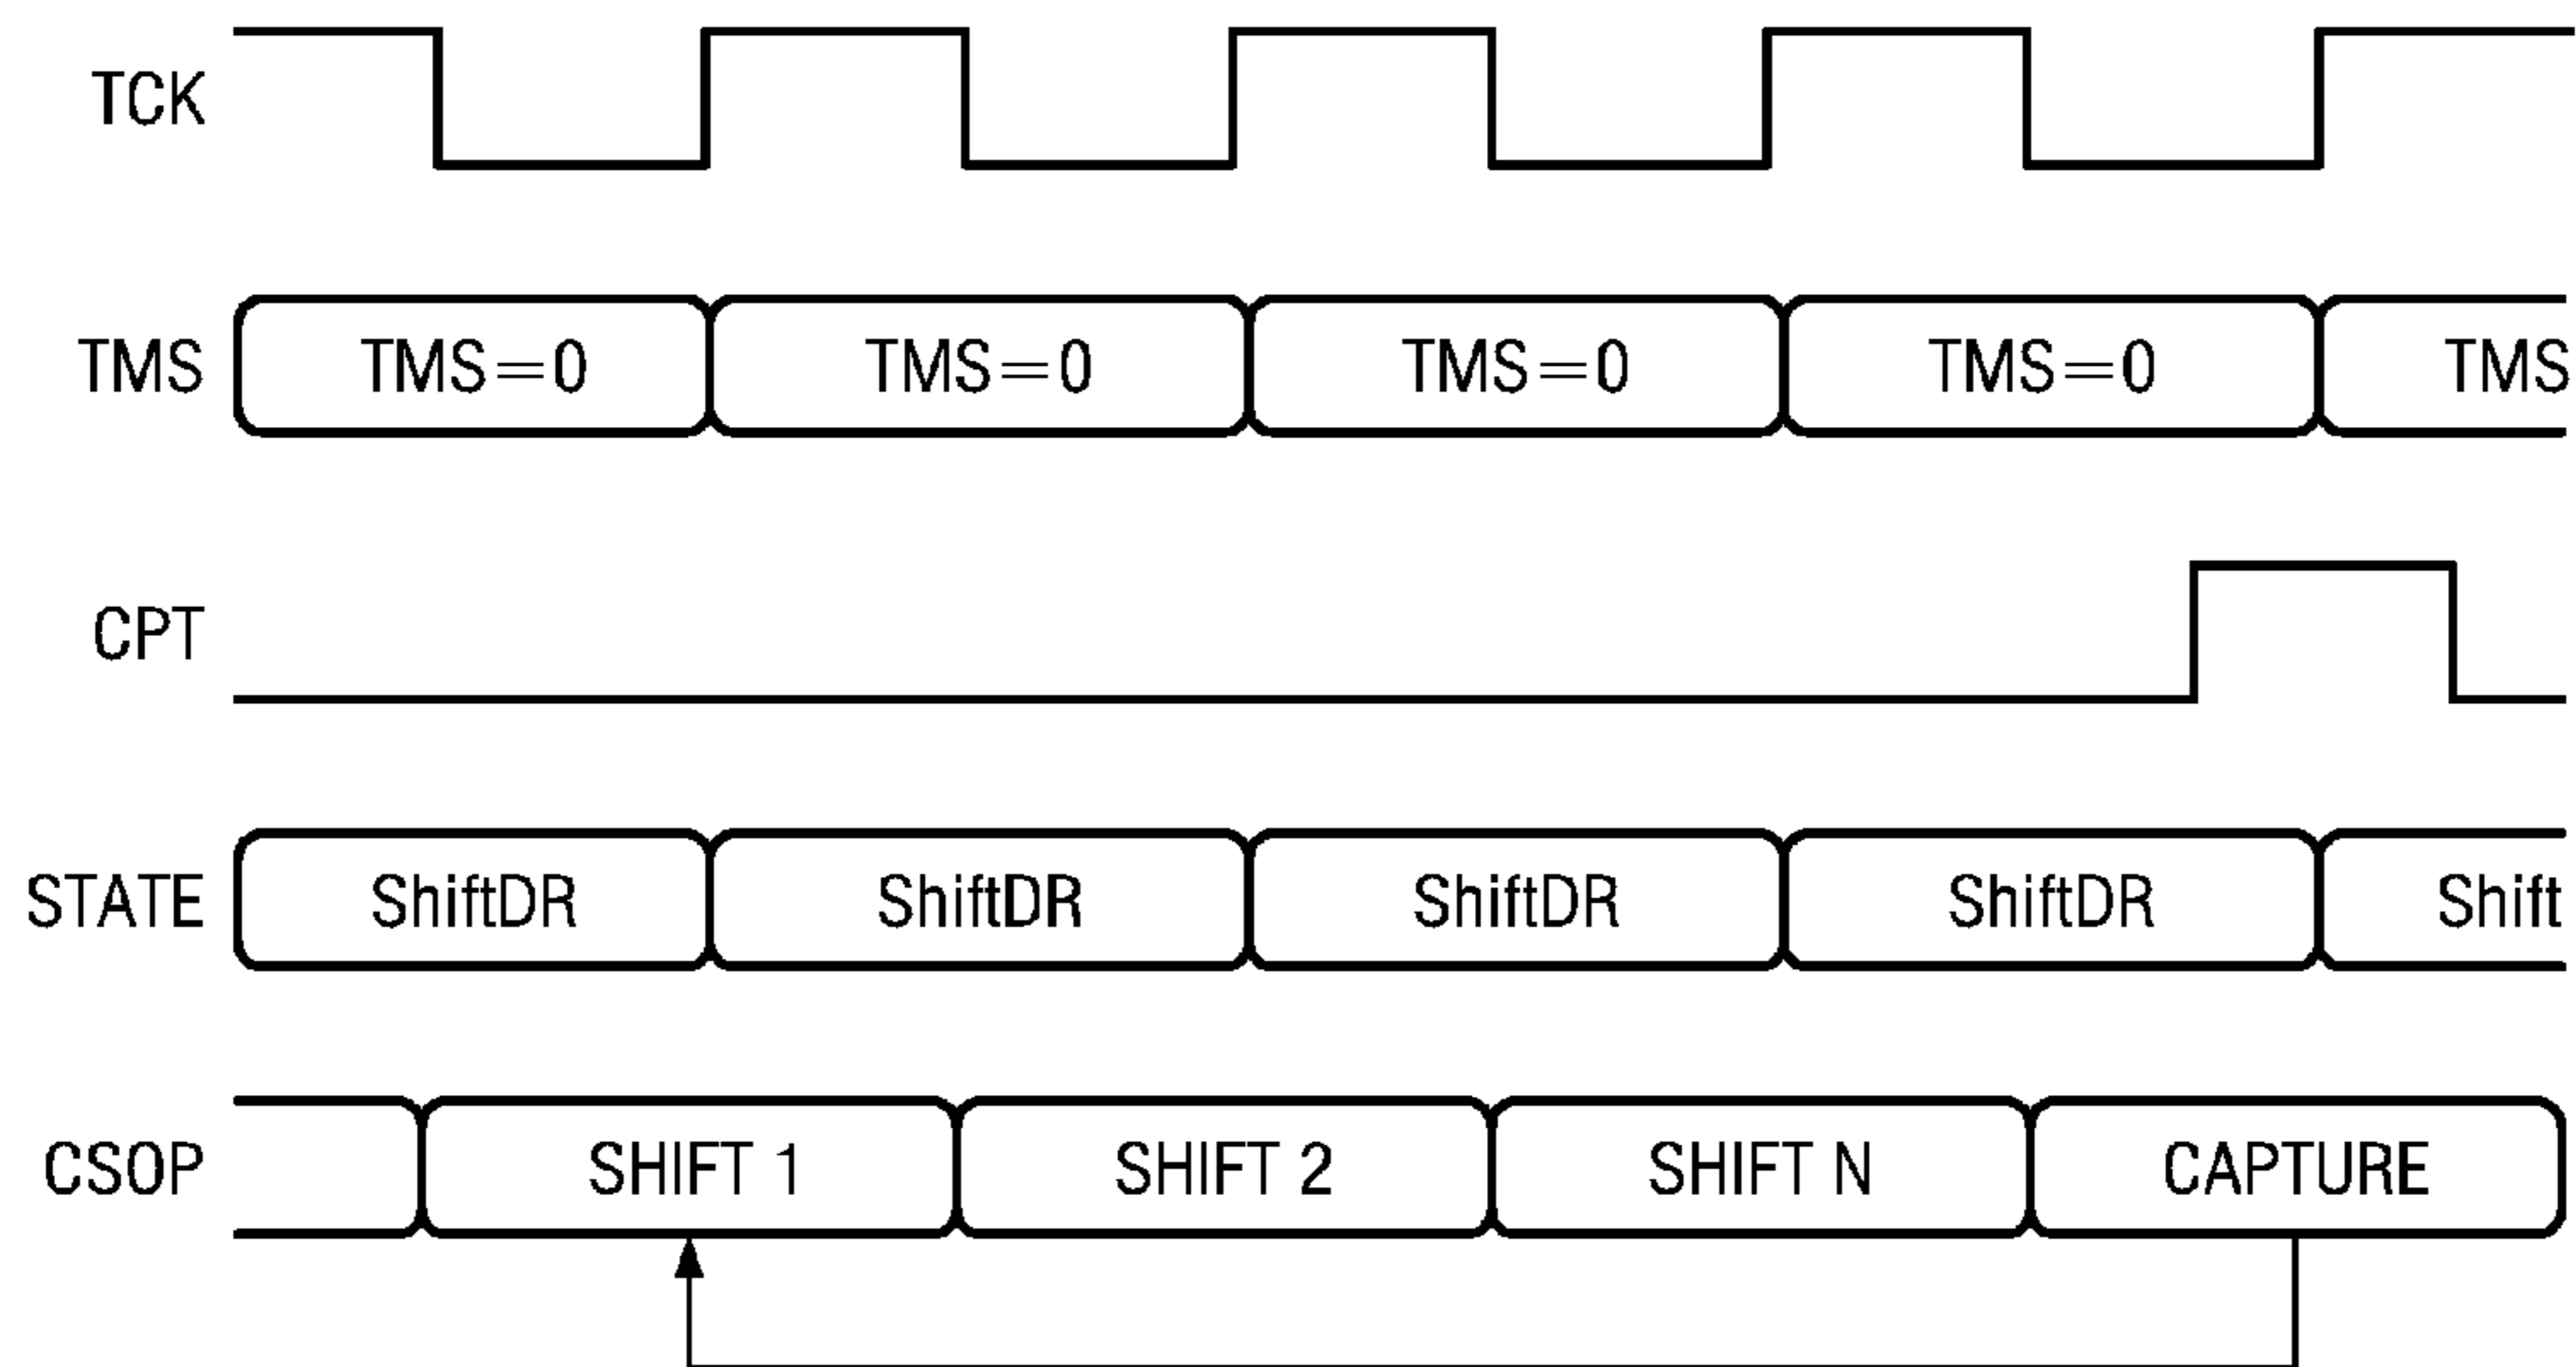 TCK
TMS TMS=0 TMS=0 TMS=0 TMS=0 TMS
CPT
STATE ShiftDR ShiftDR ShiftDR ShiftDR Shift
CSOP SHIFT 1 SHIFT 2 SHIFT N CAPTURE